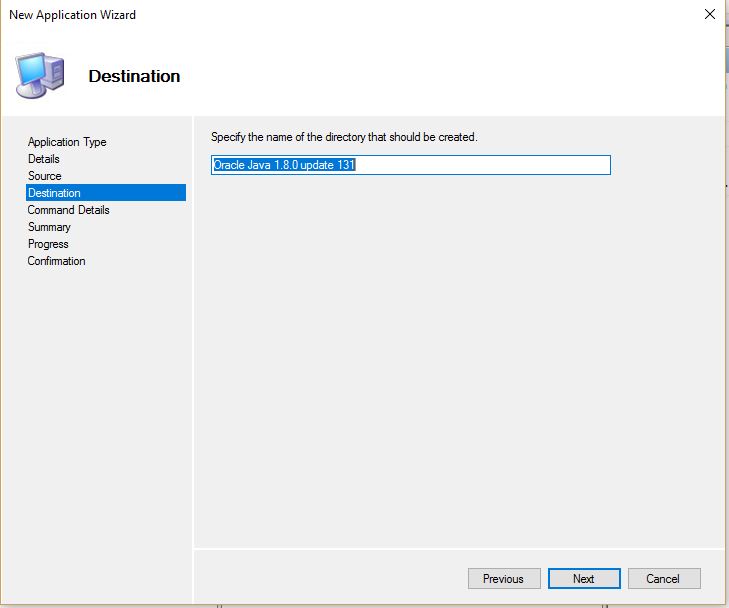 New Application Wizard
Destination
Application Type
Details
Source
Destination
Command Details
Summary
Progress
Confirmation
Specify the name of the directory that should be created.
Oracle Java 1.8.0 update 131
Previous
Next
Cancel